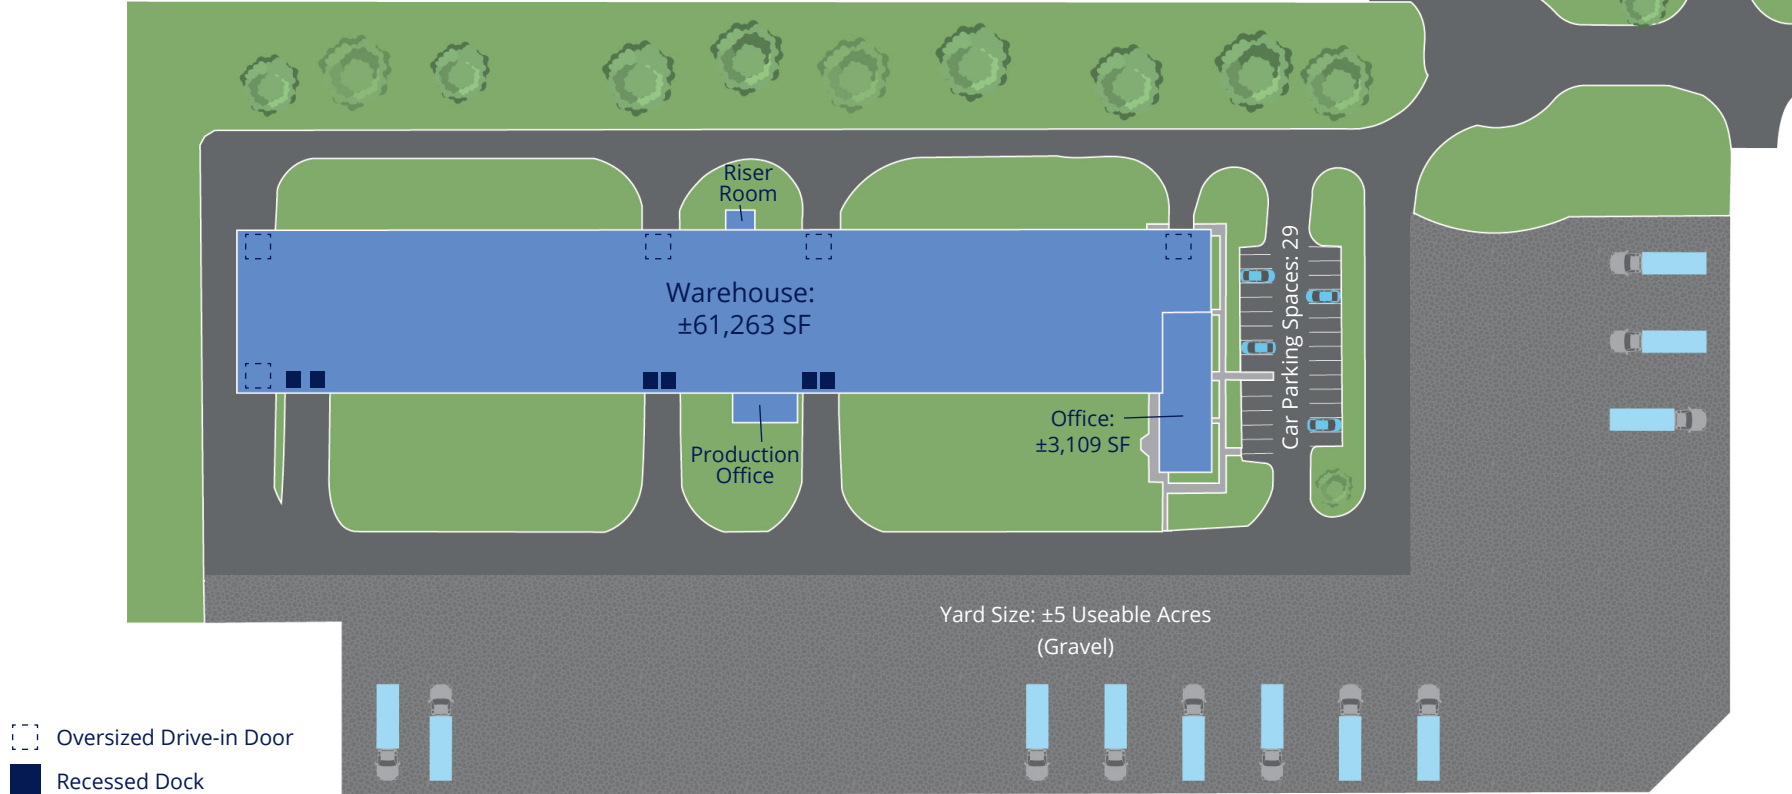 Riser
Room
Warehouse:
±61,263 SF
Car Parking Spaces: 29
Office:
±3,109 SF
Production
Office
Yard Size: ±5 Useable Acres
(Gravel)
Oversized Drive-in Door
Recessed Dock